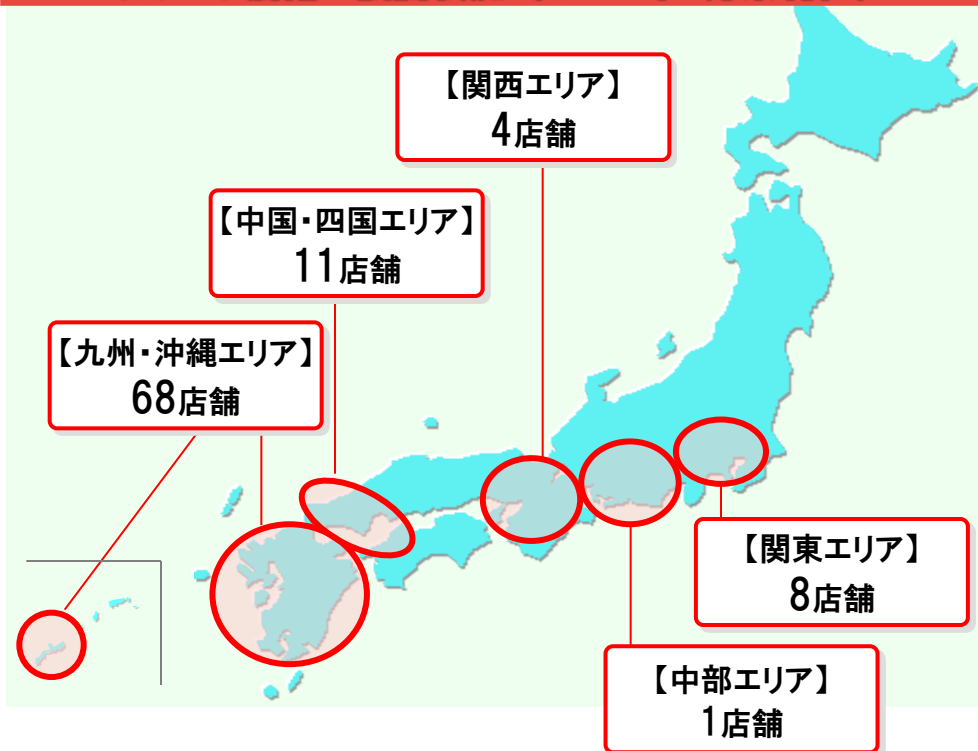 【関西エリア】
4店舗
【中国・四国エリア】
11店舗
【九州・沖縄エリア】
68店舗
【関東エリア】
8店舗
【中部エリア】
1店舗